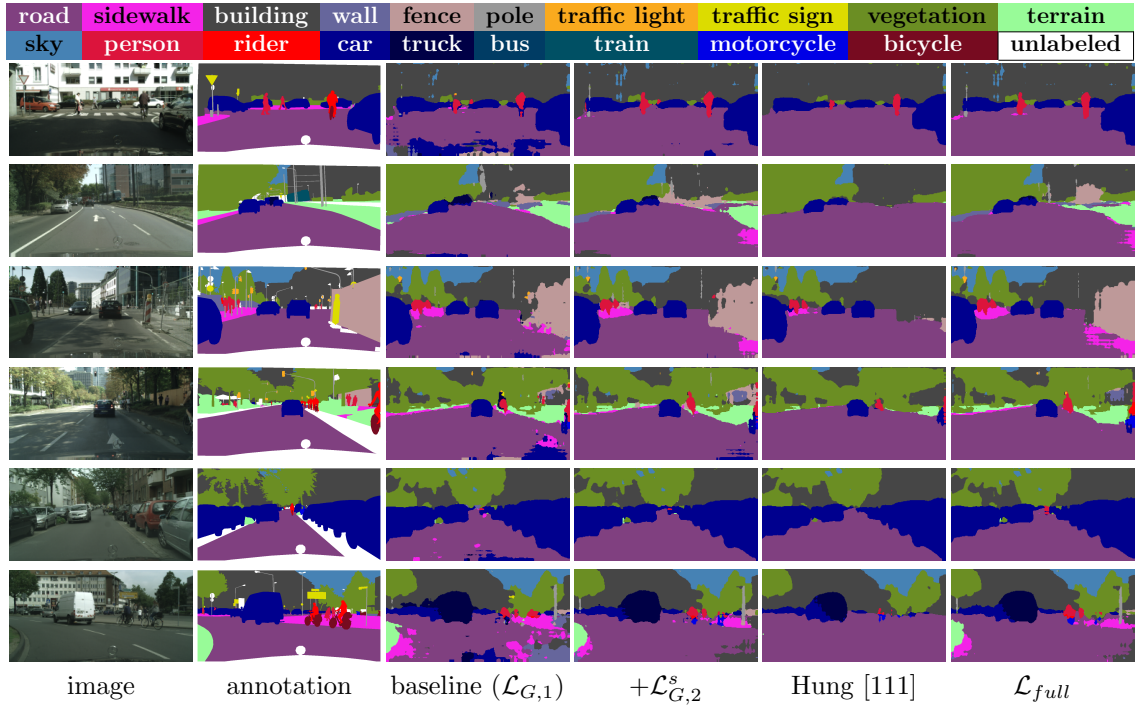 road sidewalk building wall fence pole traffic light traffic sign vegetation terrain
sky person rider car truck bus train motorcycle bicycle unlabeled
image annotation baseline (ℒ_{G,1}) +ℒ^s_{G,2} Hung [111] ℒ_{full}